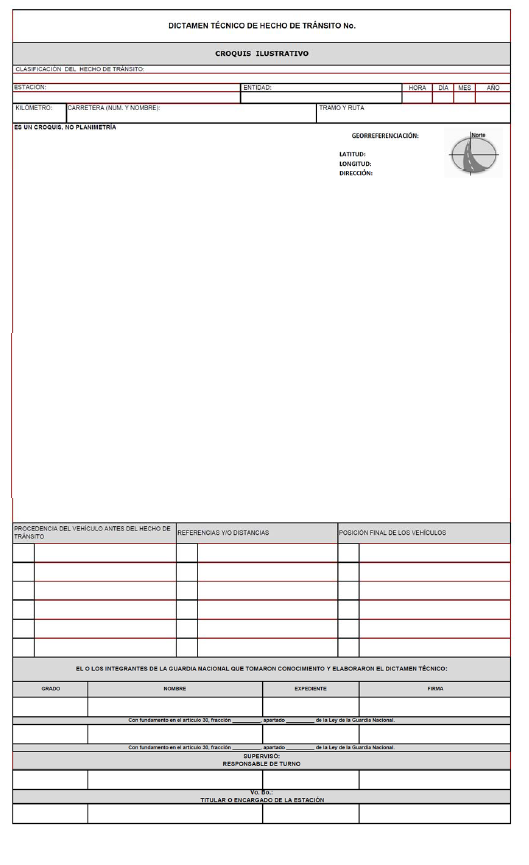 DICTAMEN TÉCNICO DE HECHO DE TRÁNSITO No.
CROQUIS ILUSTRATIVO
CLASIFICACIÓN DEL HECHO DE TRÁNSITO:
ESTACIÓN: ENTIDAD: HORA DÍA MES AÑO
KILÓMETRO: CARRETERA (NUM. Y NOMBRE): TRAMO Y RUTA
ES UN CROQUIS, NO PLANIMETRÍA
GEORREFERENCIACIÓN: Norte
LATITUD:
LONGITUD:
DIRECCIÓN:
PROCEDENCIA DEL VEHÍCULO ANTES DEL HECHO DE
TRÁNSITO
REFERENCIAS Y/O DISTANCIAS
POSICIÓN FINAL DE LOS VEHÍCULOS
EL O LOS INTEGRANTES DE LA GUARDIA NACIONAL QUE TOMARON CONOCIMIENTO Y ELABORARON EL DICTAMEN TÉCNICO:
GRADO NOMBRE EXPEDIENTE FIRMA
Con fundamento en el artículo 30, fracción _________, apartado _________ de la Ley de la Guardia Nacional.
Con fundamento en el artículo 30, fracción _________, apartado _________ de la Ley de la Guardia Nacional.
SUPERVISÓ:
RESPONSABLE DE TURNO
Vo. Bo.:
TITULAR O ENCARGADO DE LA ESTACIÓN